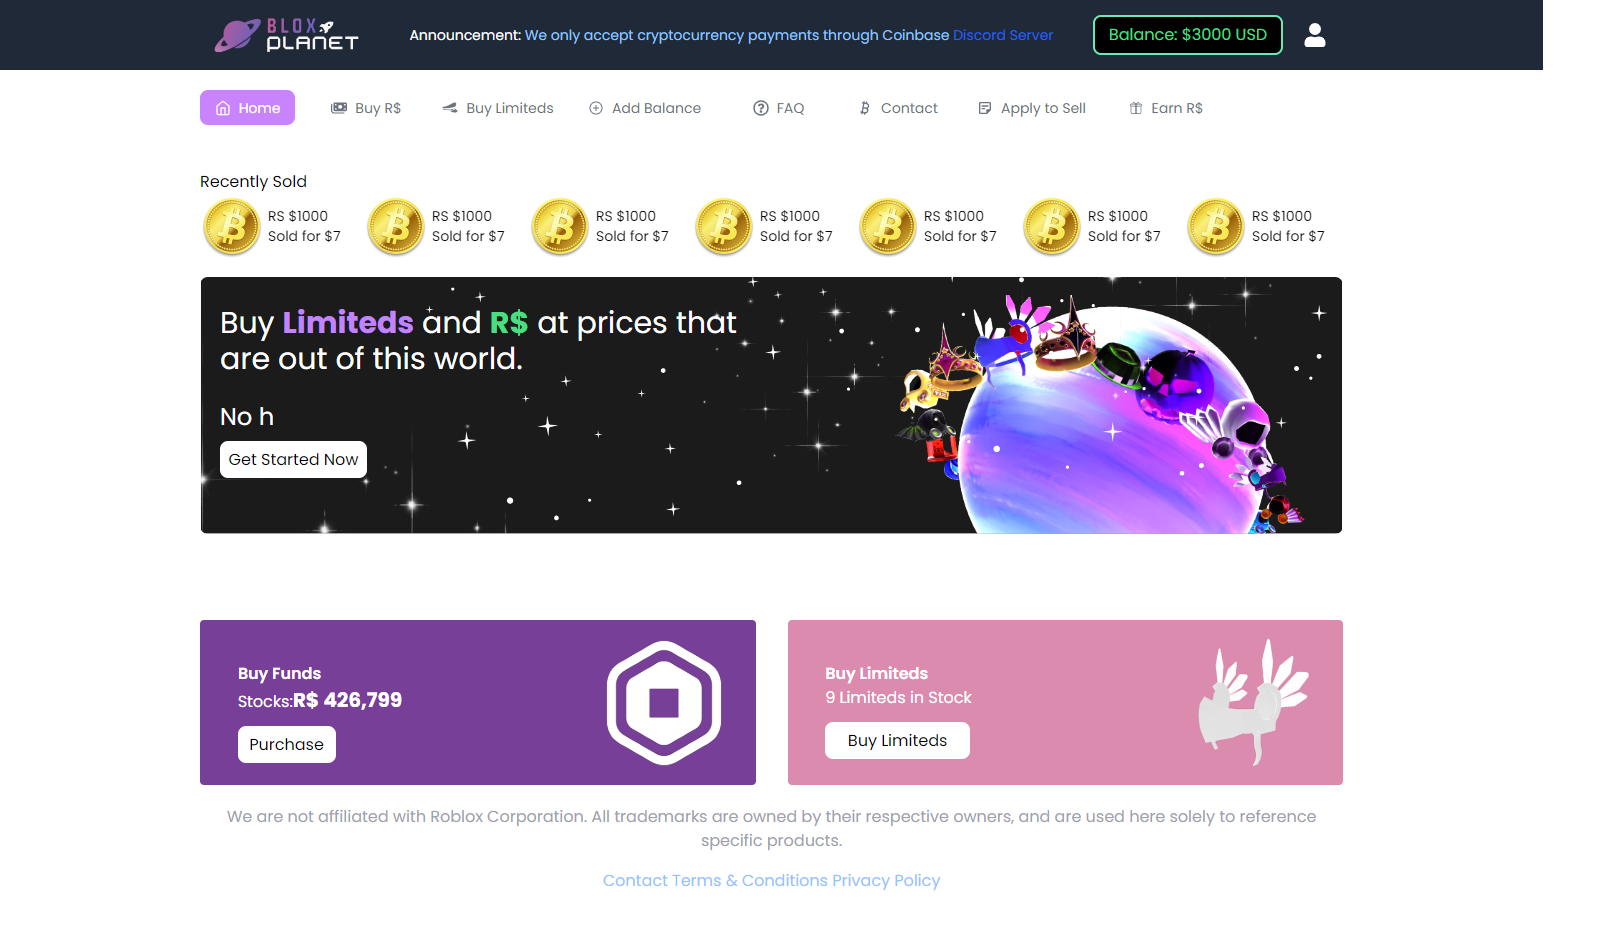 BLOX
PLANET
Announcement: We only accept cryptocurrency payments through Coinbase Discord Server
Balance: $3000 USD
Home
Buy R$
Buy Limiteds
Add Balance
FAQ
Contact
Apply to Sell
Earn R$
Recently Sold
RS $1000
Sold for $7
RS $1000
Sold for $7
RS $1000
Sold for $7
RS $1000
Sold for $7
RS $1000
Sold for $7
RS $1000
Sold for $7
RS $1000
Sold for $7
Buy Limiteds and R$ at prices that
are out of this world.
No h
Get Started Now
Buy Funds
Stocks:R$ 426,799
Purchase
Buy Limiteds
9 Limiteds in Stock
Buy Limiteds
We are not affiliated with Roblox Corporation. All trademarks are owned by their respective owners, and are used here solely to reference
specific products.
Contact Terms & Conditions Privacy Policy